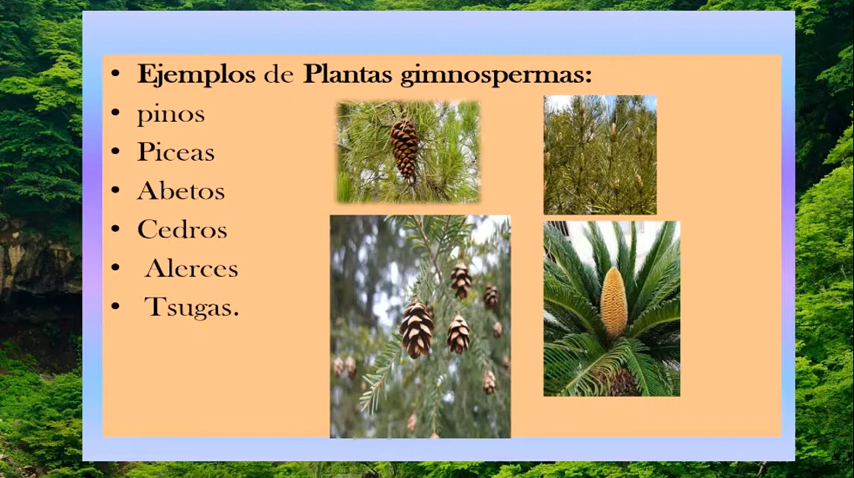 • Ejemplos de Plantas gimnospermas:
• pinos
• Piceas
• Abetos
• Cedros
• Alerces
• Tsugas.